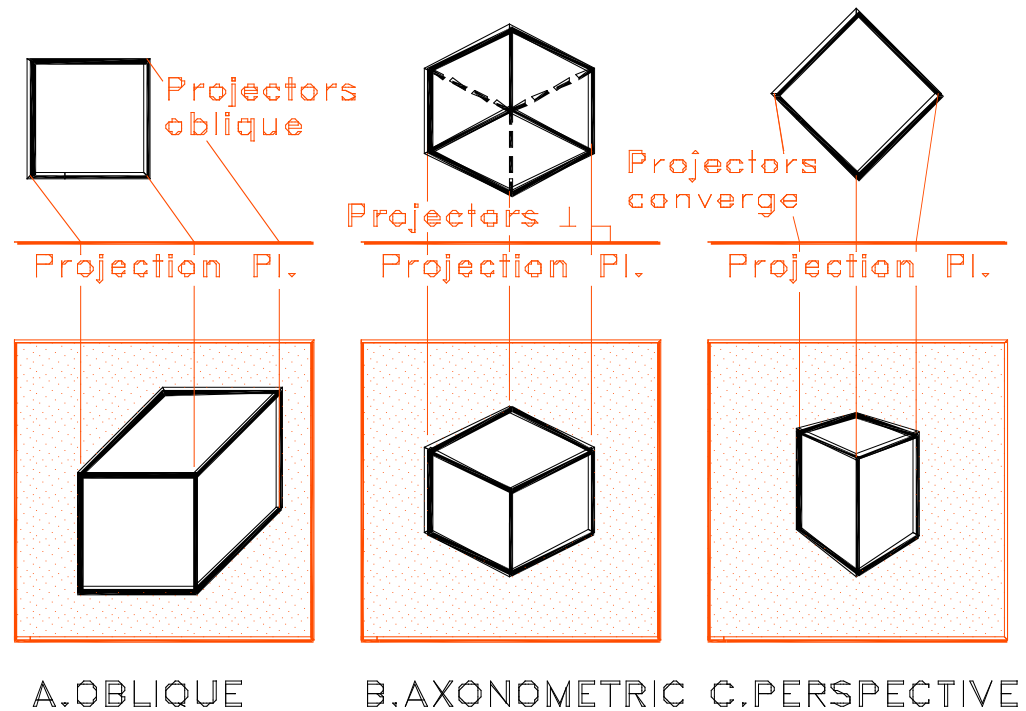 Projectors
oblique
Projection Pl.
A.OBLIQUE
Projectors ⊥
Projection Pl.
B.AXONOMETRIC
Projectors
converge
Projection Pl.
C.PERSPECTIVE